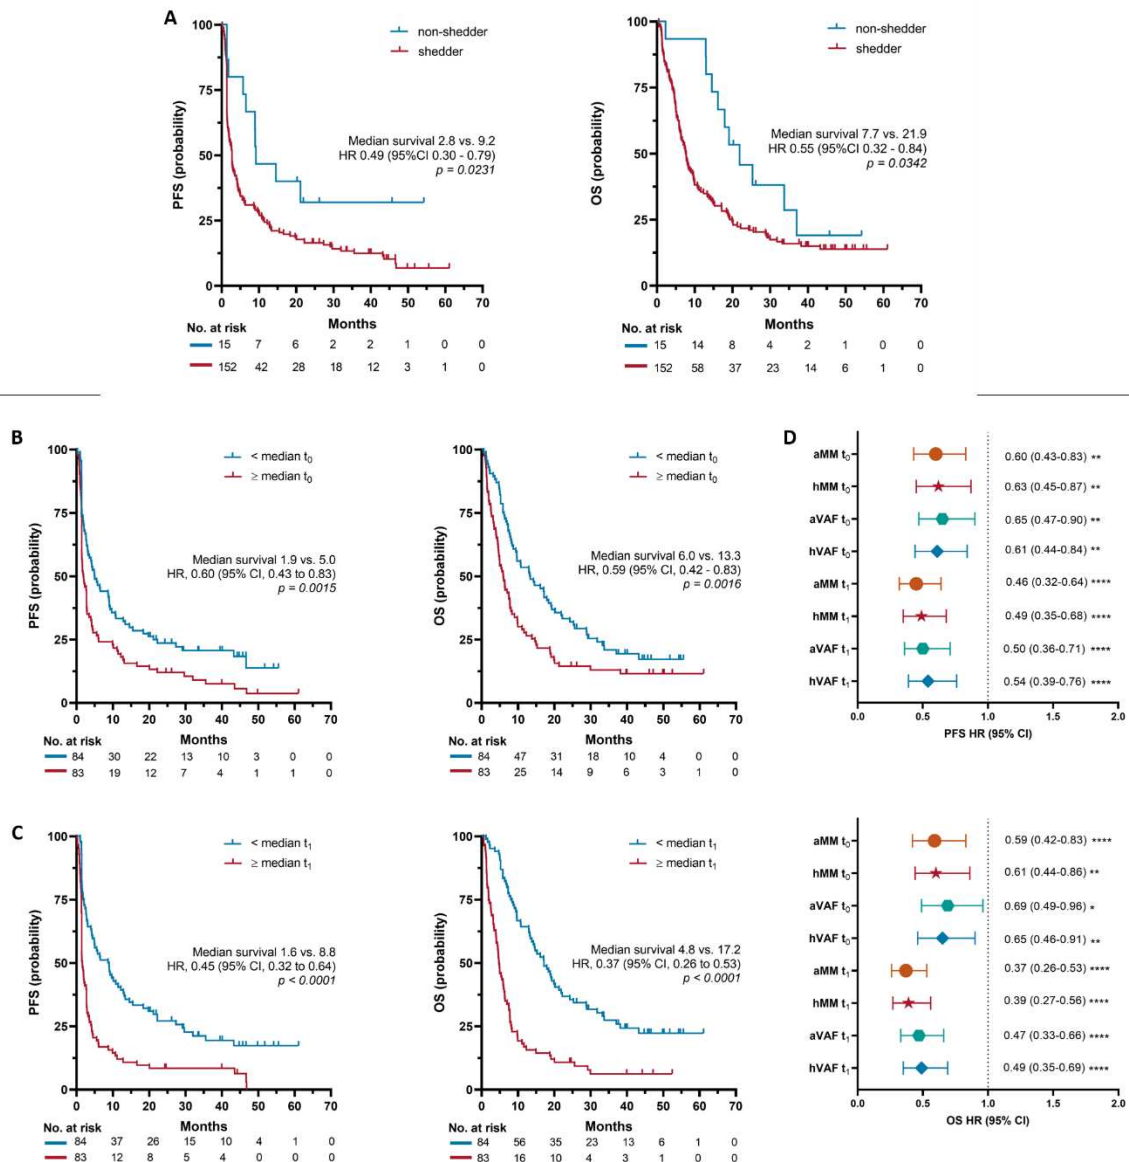 A
100
75
50
25
0
PFS (probability)
non-shedder
shedder
Median survival 2.8 vs. 9.2
HR 0.49 (95%CI 0.30 - 0.79)
p = 0.0231
0 10 20 30 40 50 60 70
Months
No. at risk
15 7 6 2 2 1 0 0
152 42 28 18 12 3 1 0
100
75
50
25
0
OS (probability)
non-shedder
shedder
Median survival 7.7 vs. 21.9
HR 0.55 (95%CI 0.32 - 0.84)
p = 0.0342
0 10 20 30 40 50 60 70
Months
No. at risk
15 14 8 4 2 1 0 0
152 58 37 23 14 6 1 0
B
100
75
50
25
0
PFS (probability)
< median t0
≥ median t0
Median survival 1.9 vs. 5.0
HR, 0.60 (95% CI, 0.43 to 0.83)
p = 0.0015
0 10 20 30 40 50 60 70
Months
No. at risk
84 30 22 13 10 3 0 0
83 19 12 7 4 1 1 0
100
75
50
25
0
OS (probability)
< median t0
≥ median t0
Median survival 6.0 vs. 13.3
HR, 0.59 (95% CI, 0.42 - 0.83)
p = 0.0016
0 10 20 30 40 50 60 70
Months
No. at risk
84 47 31 18 10 4 0 0
83 25 14 9 6 3 1 0
C
100
75
50
25
0
PFS (probability)
< median t1
≥ median t1
Median survival 1.6 vs. 8.8
HR, 0.45 (95% CI, 0.32 to 0.64)
p < 0.0001
0 10 20 30 40 50 60 70
Months
No. at risk
84 37 26 15 10 4 1 0
83 12 8 5 4 0 0 0
100
75
50
25
0
OS (probability)
< median t1
≥ median t1
Median survival 4.8 vs. 17.2
HR, 0.37 (95% CI, 0.26 to 0.53)
p < 0.0001
0 10 20 30 40 50 60 70
Months
No. at risk
84 56 35 23 13 6 1 0
83 16 10 4 3 1 0 0
D
aMM t0 0.60 (0.43-0.83) **
hMM t0 0.63 (0.45-0.87) **
aVAF t0 0.65 (0.47-0.90) **
hVAF t0 0.61 (0.44-0.84) **
aMM t1 0.46 (0.32-0.64) ****
hMM t1 0.49 (0.35-0.68) ****
aVAF t1 0.50 (0.36-0.71) ****
hVAF t1 0.54 (0.39-0.76) ****
0.0 0.5 1.0 1.5 2.0
PFS HR (95% CI)
aMM t0 0.59 (0.42-0.83) ****
hMM t0 0.61 (0.44-0.86) **
aVAF t0 0.69 (0.49-0.96) *
hVAF t0 0.65 (0.46-0.91) **
aMM t1 0.37 (0.26-0.53) ****
hMM t1 0.39 (0.27-0.56) ****
aVAF t1 0.47 (0.33-0.66) ****
hVAF t1 0.49 (0.35-0.69) ****
0.0 0.5 1.0 1.5 2.0
OS HR (95% CI)